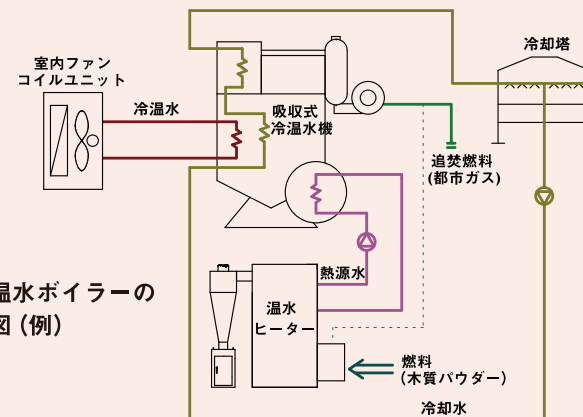 冷却塔
室内ファン
コイルユニット
冷温水
吸収式
冷温水機
追焚燃料
(都市ガス)
熱源水
温水ボイラーの
図（例）
温水
ヒーター
燃料
(木質パウダー)
冷却水